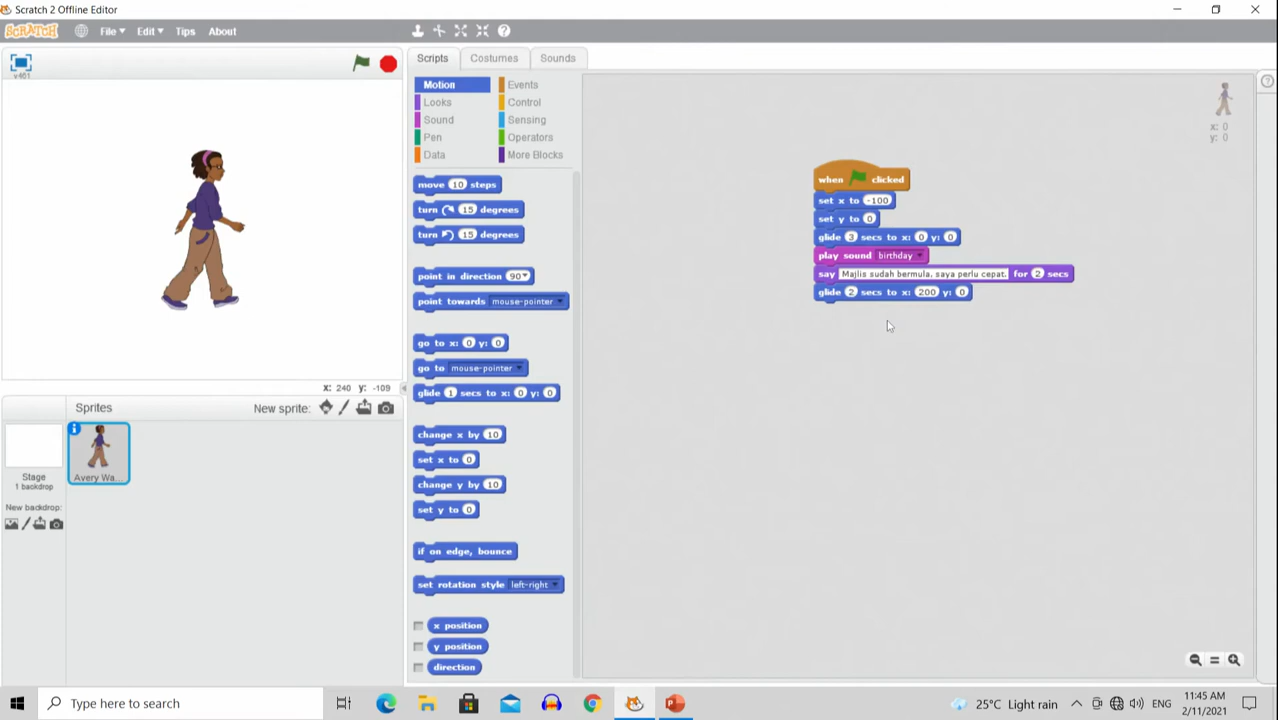 Scratch 2 Offline Editor
SCRATCH File Edit Tips About
Scripts Costumes Sounds
v461
Motion Events
Looks Control
Sound Sensing
Pen Operators
Data More Blocks
move 10 steps
turn 15 degrees
turn 15 degrees
point in direction 90
point towards mouse-pointer
go to x: 0 y: 0
go to mouse-pointer
glide 1 secs to x: 0 y: 0
change x by 10
set x to 0
change y by 10
set y to 0
if on edge, bounce
set rotation style left-right
x position
y position
direction
when clicked
set x to -100
set y to 0
glide 3 secs to x: 0 y: 0
play sound birthday
say Majlis sudah bermula, saya perlu cepat. for 2 secs
glide 2 secs to x: 200 y: 0
x: 0
y: 0
x: 240 y: -109
Sprites New sprite:
Stage
1 backdrop
New backdrop:
Avery Wa...
Type here to search
25°C Light rain
ENG
11:45 AM
2/11/2021